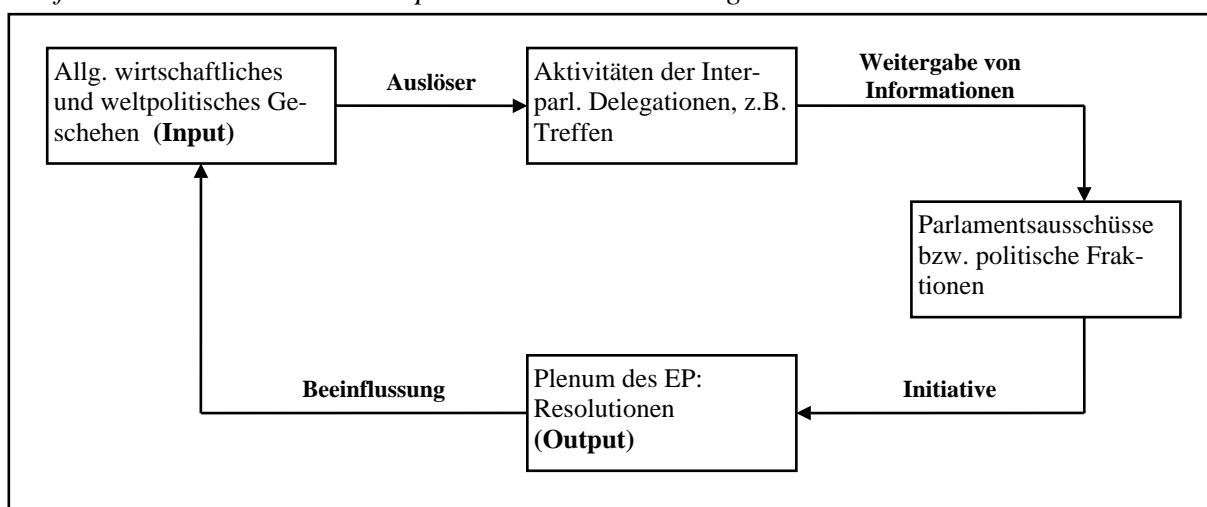 Allg. wirtschaftliches
und weltpolitisches Ge-
schehen (Input)
Auslöser
Aktivitäten der Inter-
parl. Delegationen, z.B.
Treffen
Weitergabe von
Informationen
Parlamentsausschüsse
bzw. politische Frak-
tionen
Initiative
Plenum des EP:
Resolutionen
(Output)
Beeinflussung